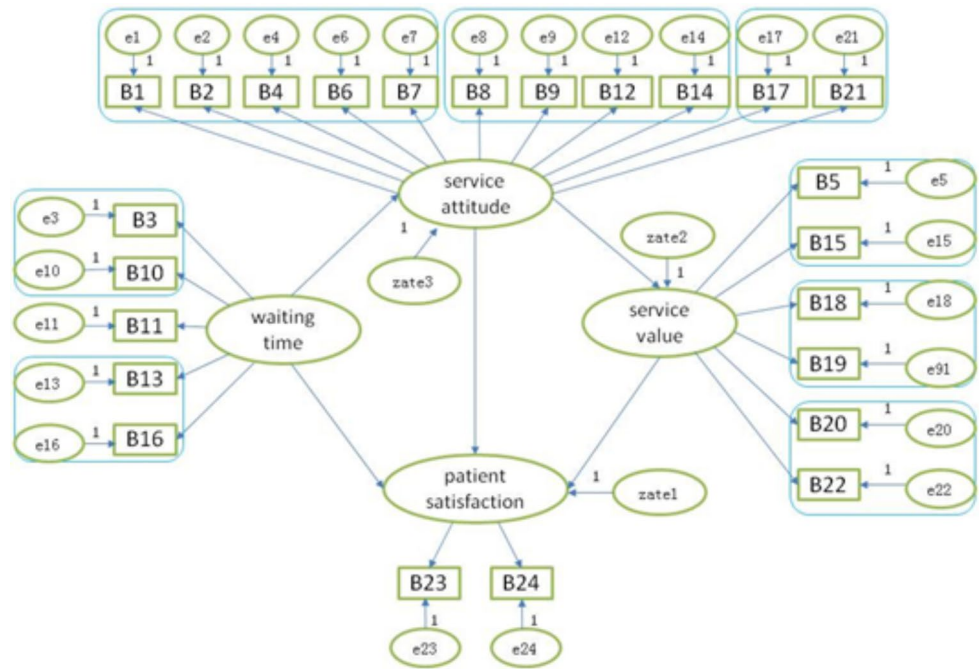 e1 e2 e4 e6 e7 e8 e9 e12 e14 e17 e21
1 1 1 1 1 1 1 1 1 1 1
B1 B2 B4 B6 B7 B8 B9 B12 B14 B17 B21
service
attitude
1
zate3
e3 1 B3
e10 1 B10
e11 1 B11
e13 1 B13
e16 1 B16
waiting
time
zate2
1
service
value
B5 1 e5
B15 1 e15
B18 1 e18
B19 1 e91
B20 1 e20
B22 1 e22
patient
satisfaction
1 zate1
B23 B24
1 1
e23 e24